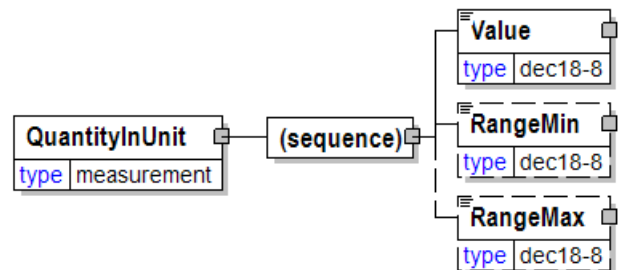 Value
type dec18-8
RangeMin
type dec18-8
QuantityInUnit
type measurement
(sequence)
RangeMax
type dec18-8